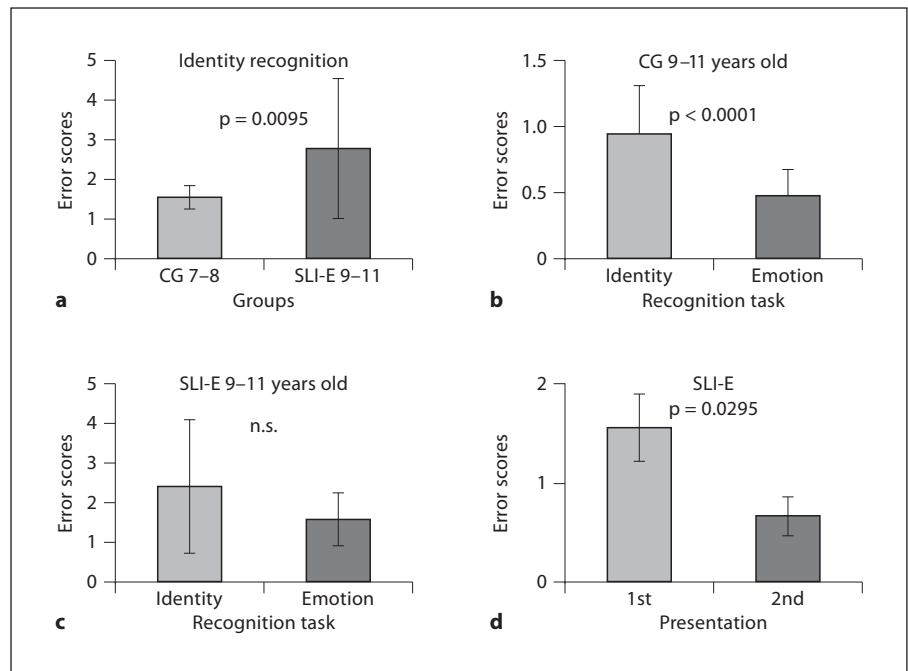 Identity recognition
p = 0.0095
5
4
3
2
1
0
Error scores
CG 7–8
SLI-E 9–11
Groups
a
CG 9–11 years old
p < 0.0001
1.5
1.0
0.5
0
Error scores
Identity
Emotion
Recognition task
b
SLI-E 9–11 years old
n.s.
5
4
3
2
1
0
Error scores
Identity
Emotion
Recognition task
c
SLI-E
p = 0.0295
2
1
0
Error scores
1st
2nd
Presentation
d